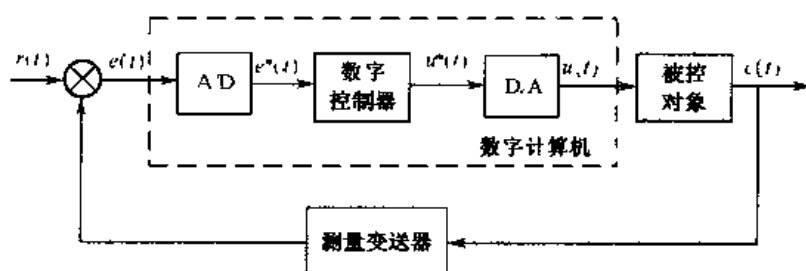 r(t)
e(t)
A/D
e*(t)
数字
控制器
u*(t)
D/A
u(t)
被控
对象
c(t)
数字计算机
测量变送器